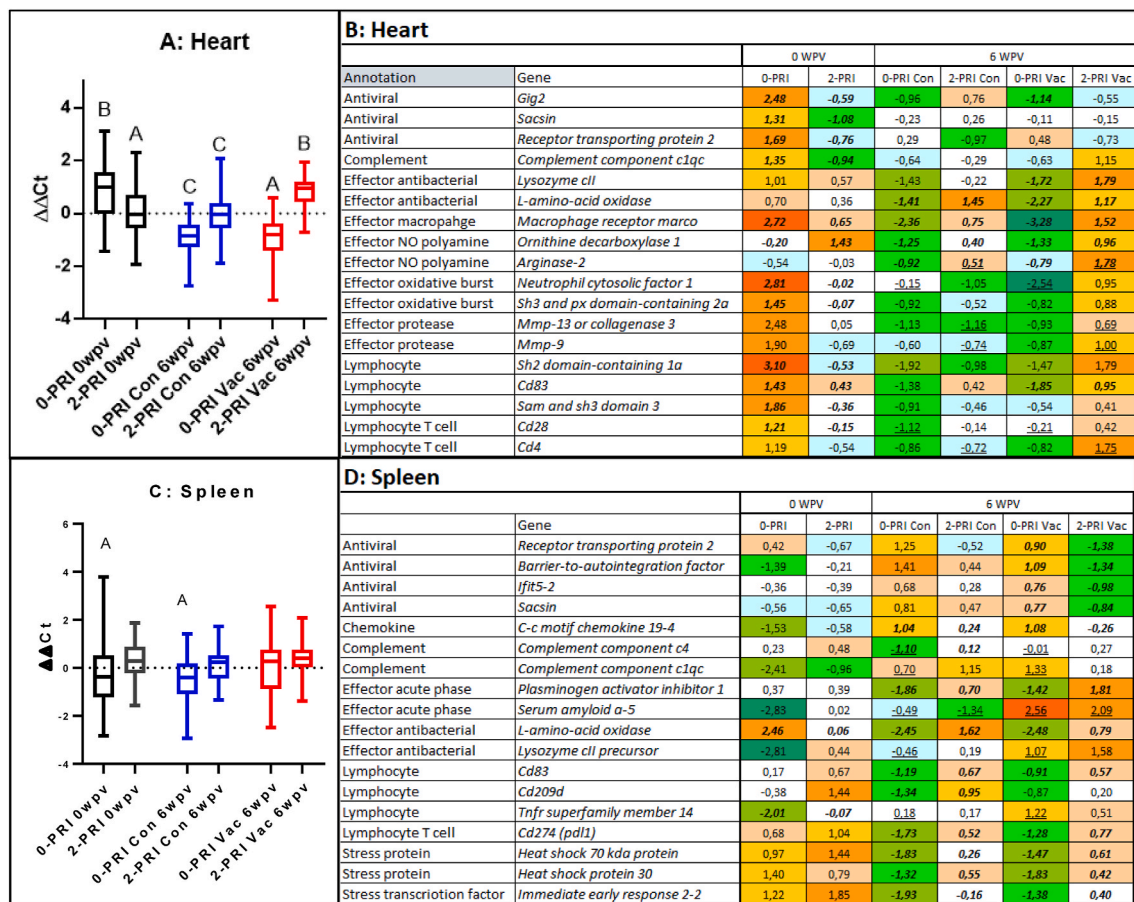 A: Heart
4
2
0
-2
-4
ΔΔCt
B
A
C
C
A
B
0-PRI 0wpv
2-PRI 0wpv
0-PRI Con 6wpv
2-PRI Con 6wpv
0-PRI Vac 6wpv
2-PRI Vac 6wpv
B: Heart
0 WPV 6 WPV
Annotation Gene 0-PRI 2-PRI 0-PRI Con 2-PRI Con 0-PRI Vac 2-PRI Vac
Antiviral Gig2 2,48 -0,59 -0,96 0,76 -1,14 -0,55
Antiviral Sacsin 1,31 -1,08 -0,23 0,26 -0,11 -0,15
Antiviral Receptor transporting protein 2 1,69 -0,76 0,29 -0,97 0,48 -0,73
Complement Complement component c1qc 1,35 -0,94 -0,64 -0,29 -0,63 1,15
Effector antibacterial Lysozyme cII 1,01 0,57 -1,43 -0,22 -1,72 1,79
Effector antibacterial L-amino-acid oxidase 0,70 0,36 -1,41 1,45 -2,27 1,17
Effector macropahge Macrophage receptor marco 2,72 0,65 -2,36 0,75 -3,28 1,52
Effector NO polyamine Ornithine decarboxylase 1 -0,20 1,43 -1,25 0,40 -1,33 0,96
Effector NO polyamine Arginase-2 -0,54 -0,03 -0,92 0,51 -0,79 1,78
Effector oxidative burst Neutrophil cytosolic factor 1 2,81 -0,02 -0,15 -1,05 -2,54 0,95
Effector oxidative burst Sh3 and px domain-containing 2a 1,45 -0,07 -0,92 -0,52 -0,82 0,88
Effector protease Mmp-13 or collagenase 3 2,48 0,05 -1,13 -1,16 -0,93 0,69
Effector protease Mmp-9 1,90 -0,69 -0,60 -0,74 -0,87 1,00
Lymphocyte Sh2 domain-containing 1a 3,10 -0,53 -1,92 -0,98 -1,47 1,79
Lymphocyte Cd83 1,43 0,43 -1,38 0,42 -1,85 0,95
Lymphocyte Sam and sh3 domain 3 1,86 -0,36 -0,91 -0,46 -0,54 0,41
Lymphocyte T cell Cd28 1,21 -0,15 -1,12 -0,14 -0,21 0,42
Lymphocyte T cell Cd4 1,19 -0,54 -0,86 -0,72 -0,82 1,75
C: Spleen
6
4
2
0
-2
-4
▲▲Ct
A
A
0-PRI 0wpv
2-PRI 0wpv
0-PRI Con 6wpv
2-PRI Con 6wpv
0-PRI Vac 6wpv
2-PRI Vac 6wpv
D: Spleen
0 WPV 6 WPV
Gene 0-PRI 2-PRI 0-PRI Con 2-PRI Con 0-PRI Vac 2-PRI Vac
Antiviral Receptor transporting protein 2 0,42 -0,67 1,25 -0,52 0,90 -1,38
Antiviral Barrier-to-autointegration factor -1,39 -0,21 1,41 0,44 1,09 -1,34
Antiviral Ifit5-2 -0,36 -0,39 0,68 0,28 0,76 -0,98
Antiviral Sacsin -0,56 -0,65 0,81 0,47 0,77 -0,84
Chemokine C-c motif chemokine 19-4 -1,53 -0,58 1,04 0,24 1,08 -0,26
Complement Complement component c4 0,23 0,48 -1,10 0,12 -0,01 0,27
Complement Complement component c1qc -2,41 -0,96 0,70 1,15 1,33 0,18
Effector acute phase Plasminogen activator inhibitor 1 0,37 0,39 -1,86 0,70 -1,42 1,81
Effector acute phase Serum amyloid a-5 -2,83 0,02 -0,49 -1,34 2,56 2,09
Effector antibacterial L-amino-acid oxidase 2,46 0,06 -2,45 1,62 -2,48 0,79
Effector antibacterial Lysozyme cII precursor -2,81 0,44 -0,46 0,19 1,07 1,58
Lymphocyte Cd83 0,17 0,67 -1,19 0,67 -0,91 0,57
Lymphocyte Cd209d -0,38 1,44 -1,34 0,95 -0,87 0,20
Lymphocyte Tnfr superfamily member 14 -2,01 -0,07 0,18 0,17 1,22 0,51
Lymphocyte T cell Cd274 (pdl1) 0,68 1,04 -1,73 0,52 -1,28 0,77
Stress protein Heat shock 70 kda protein 0,97 1,44 -1,83 0,26 -1,47 0,61
Stress protein Heat shock protein 30 1,40 0,79 -1,32 0,55 -1,83 0,42
Stress transcription factor Immediate early response 2-2 1,22 1,85 -1,93 -0,16 -1,38 0,40